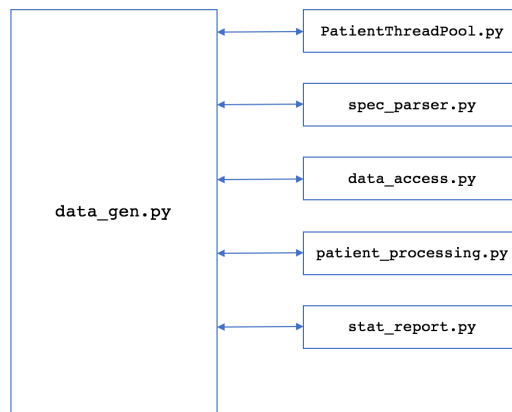 PatientThreadPool.py
spec_parser.py
data_access.py
data_gen.py
patient_processing.py
stat_report.py